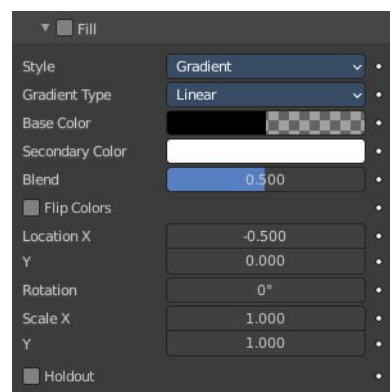 Fill
Style Gradient
Gradient Type Linear
Base Color
Secondary Color
Blend 0.500
Flip Colors
Location X -0.500
Y 0.000
Rotation 0°
Scale X 1.000
Y 1.000
Holdout